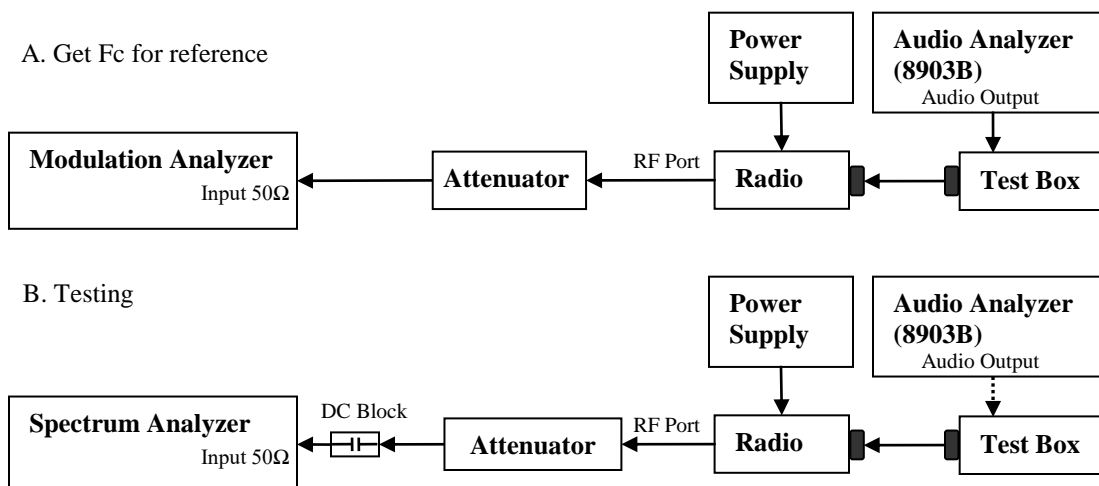 A. Get Fc for reference
Power
Supply
Audio Analyzer
(8903B)
Audio Output
Modulation Analyzer
Input 50Ω
Attenuator
RF Port
Radio
Test Box
B. Testing
Power
Supply
Audio Analyzer
(8903B)
Audio Output
Spectrum Analyzer
Input 50Ω
DC Block
Attenuator
RF Port
Radio
Test Box